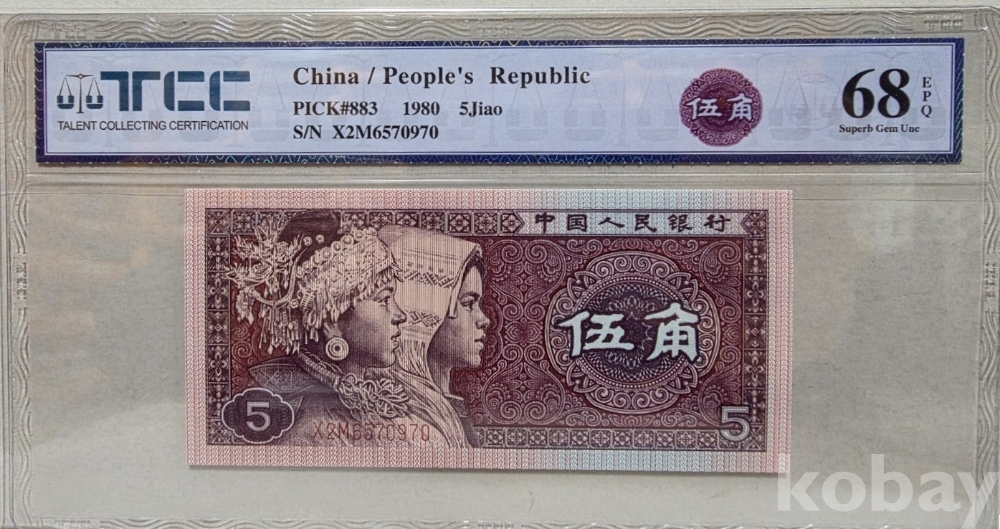 TCC
TALENT COLLECTING CERTIFICATION
China / People's Republic
PICK#883 1980 5Jiao
S/N X2M6570970
伍角
68 EPQ
Superb Gem Unc
中国人民银行
伍角
5
X2M6570970
5
kobay